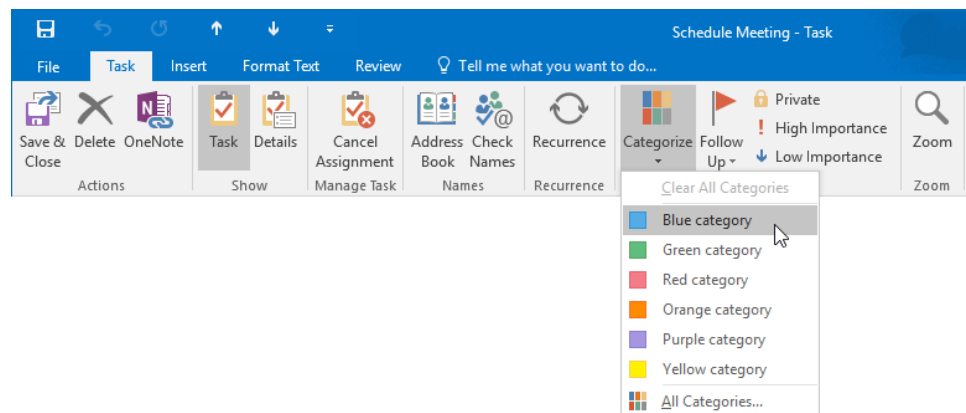 Schedule Meeting - Task
File Task Insert Format Text Review Tell me what you want to do...
Save & Close Delete OneNote Task Details Cancel Assignment Address Book Check Names Recurrence Categorize Follow Up Private
High Importance
Low Importance
Zoom
Actions Show Manage Task Names Recurrence Zoom
Clear All Categories
Blue category
Green category
Red category
Orange category
Purple category
Yellow category
All Categories...